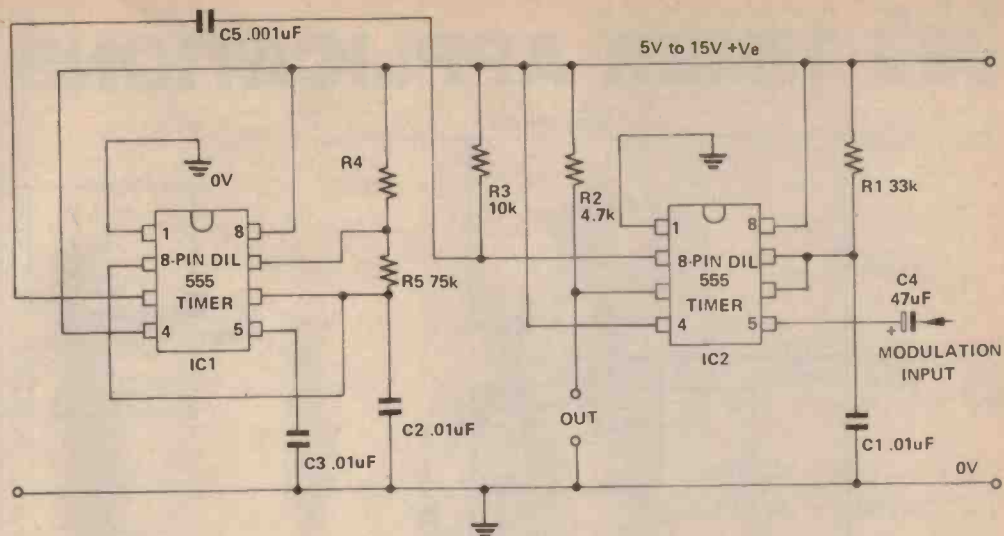 C5 .001uF
5V to 15V +Ve
0V
R4
R3
10k
R2
4.7k
R1 33k
1
8
8-PIN DIL
555
TIMER
4
5
IC1
R5 75k
1
8
8-PIN DIL
555
TIMER
4
5
IC2
C4
47uF
+
MODULATION
INPUT
OUT
C2 .01uF
C3 .01uF
C1 .01uF
0V